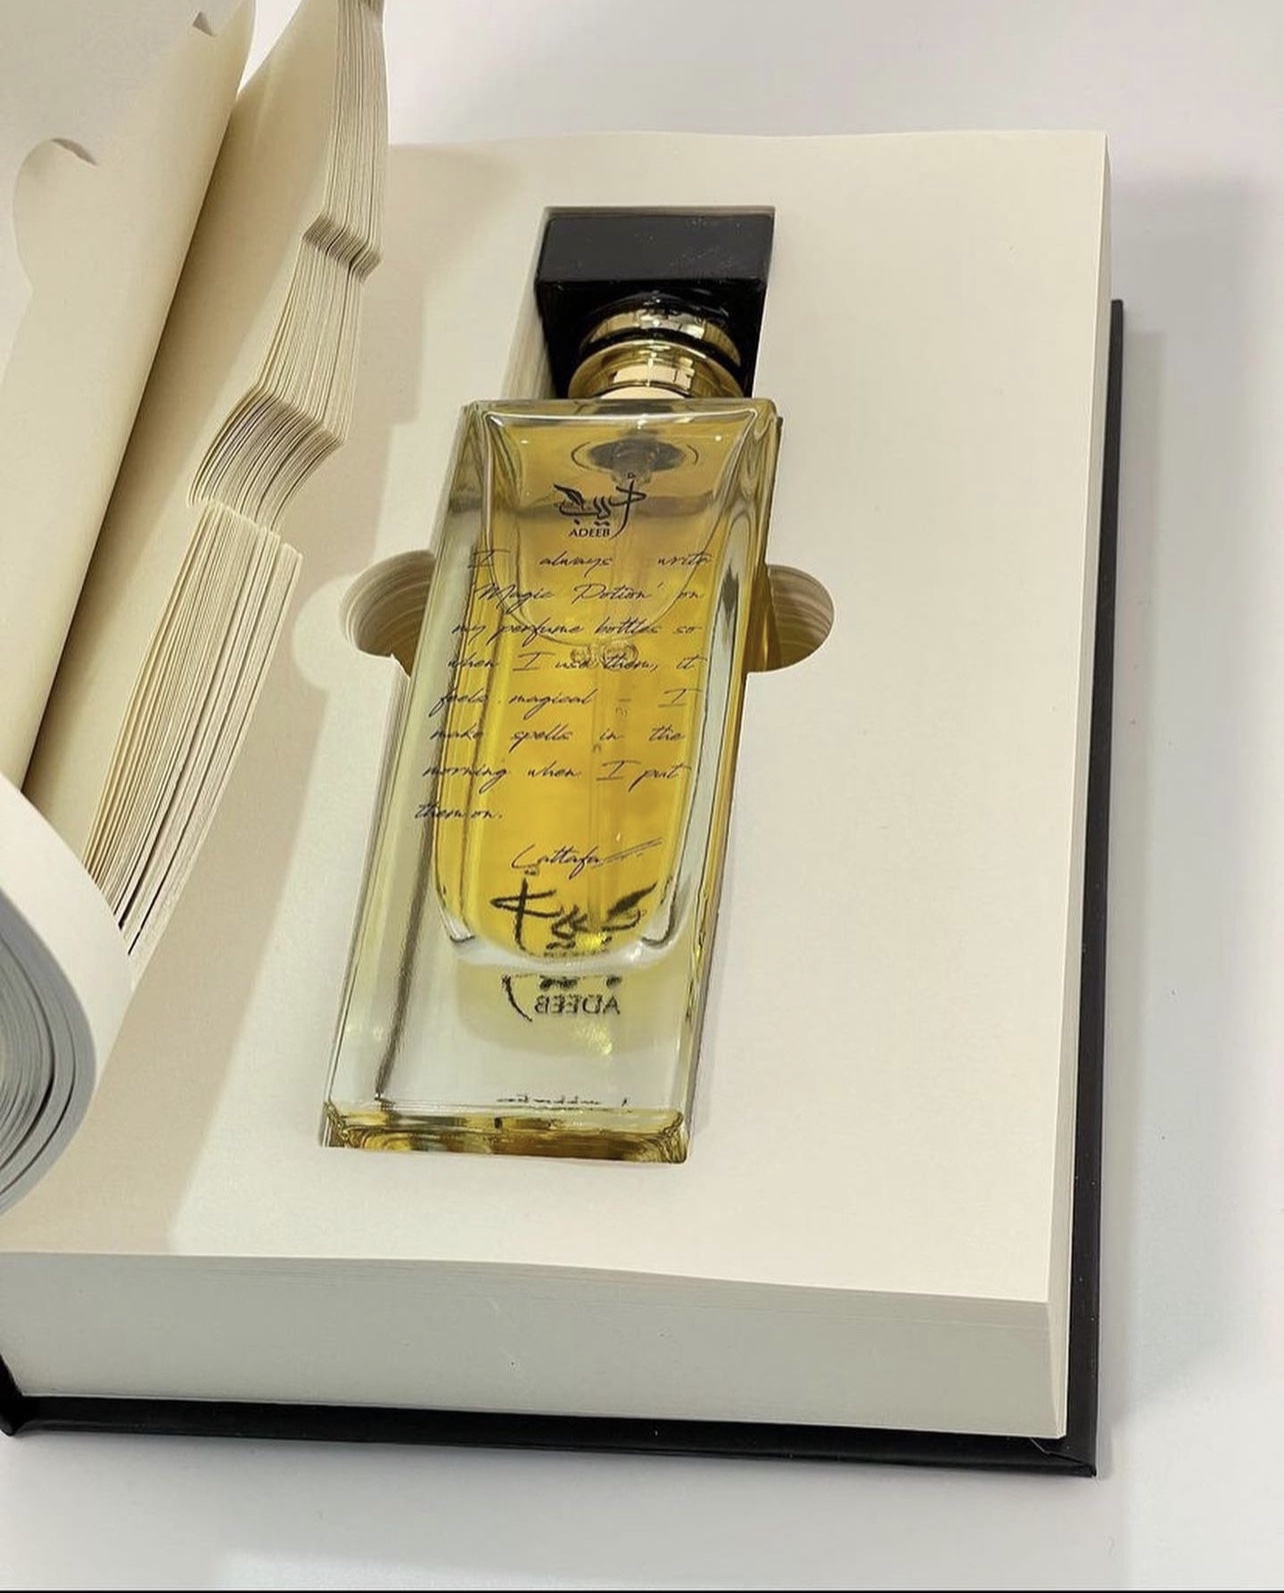 أديب
ADEEB
I always write
'Magic Potion' on
my perfume bottles so
when I use them, it
feels magical - I
make spells in the
morning when I put
them on.
Lattafa
أديب
ADEEB